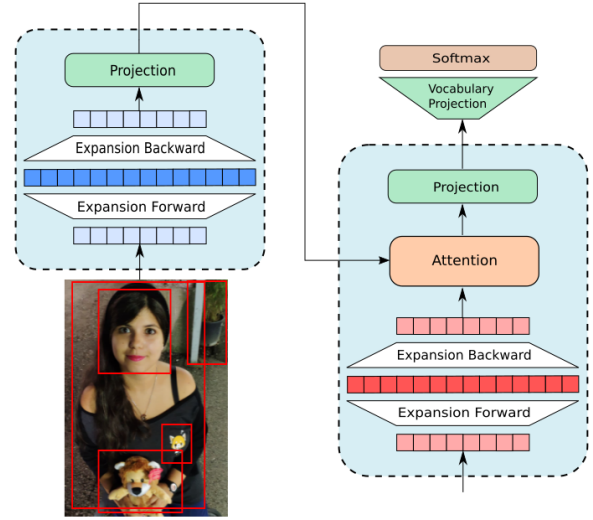 Projection
Expansion Backward
Expansion Forward
Softmax
Vocabulary
Projection
Projection
Attention
Expansion Backward
Expansion Forward